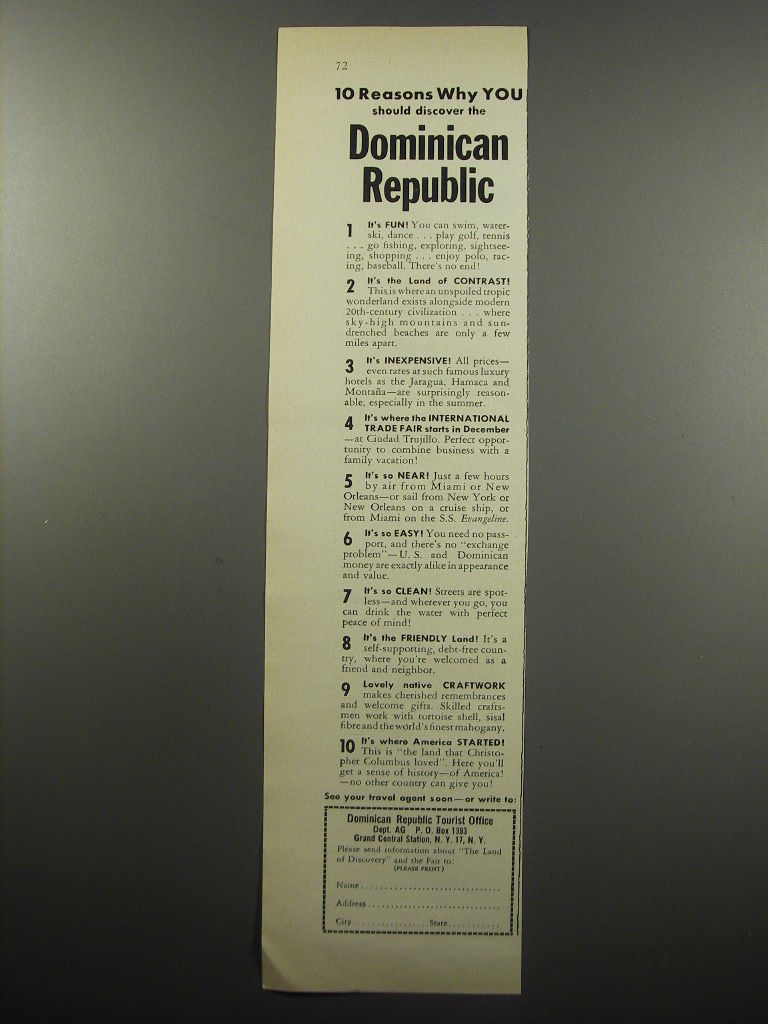 72
10 Reasons Why YOU
should discover the
Dominican
Republic
1 It's FUN! You can swim, water-
ski, dance . . . play golf, tennis
. . . go fishing, exploring, sightsee-
ing, shopping . . . enjoy polo, rac-
ing, baseball. There's no end!
2 It's the Land of CONTRAST!
This is where an unspoiled tropic
wonderland exists alongside modern
20th-century civilization . . . where
sky-high mountains and sun-
drenched beaches are only a few
miles apart.
3 It's INEXPENSIVE! All prices—
even rates at such famous luxury
hotels as the Jaragua, Hamaca and
Montaña—are surprisingly reason-
able, especially in the summer.
4 It's where the INTERNATIONAL
TRADE FAIR starts in December
—at Ciudad Trujillo. Perfect oppor-
tunity to combine business with a
family vacation!
5 It's so NEAR! Just a few hours
by air from Miami or New
Orleans—or sail from New York or
New Orleans on a cruise ship, or
from Miami on the S.S. Evangeline.
6 It's so EASY! You need no pass-
port, and there's no "exchange
problem"—U. S. and Dominican
money are exactly alike in appearance
and value.
7 It's so CLEAN! Streets are spot-
less—and wherever you go, you
can drink the water with perfect
peace of mind!
8 It's the FRIENDLY Land! It's a
self-supporting, debt-free coun-
try, where you're welcomed as a
friend and neighbor.
9 Lovely native CRAFTWORK
makes cherished remembrances
and welcome gifts. Skilled crafts-
men work with tortoise shell, sisal
fibre and the world's finest mahogany.
10 It's where America STARTED!
This is "the land that Christo-
pher Columbus loved". Here you'll
get a sense of history—of America!
—no other country can give you!
See your travel agent soon—or write to:
Dominican Republic Tourist Office
Dept. AG P. O. Box 1393
Grand Central Station, N. Y. 17, N. Y.
Please send information about "The Land
of Discovery" and the Fair to:
(PLEASE PRINT)
Name..............................
Address............................
City................State...........